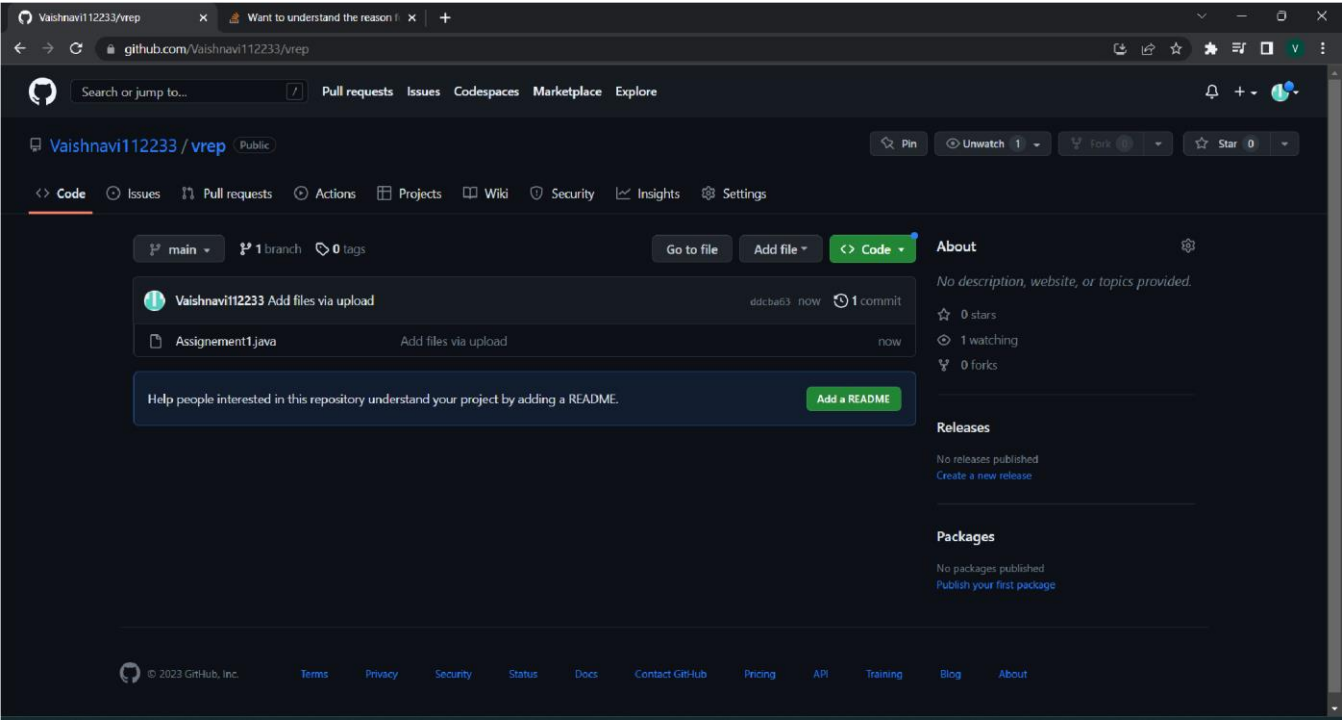 Vaishnavi112233/vrep
Want to understand the reason f
github.com/Vaishnavi112233/vrep
V
Search or jump to... / Pull requests Issues Codespaces Marketplace Explore
Vaishnavi112233 / vrep Public
Pin Unwatch 1 Fork 0 Star 0
Code Issues Pull requests Actions Projects Wiki Security Insights Settings
main 1 branch 0 tags Go to file Add file <> Code
Vaishnavi112233 Add files via upload ddcba63 now 1 commit
Assignement1.java Add files via upload now
Help people interested in this repository understand your project by adding a README. Add a README
About
No description, website, or topics provided.
0 stars
1 watching
0 forks
Releases
No releases published
Create a new release
Packages
No packages published
Publish your first package
© 2023 GitHub, Inc. Terms Privacy Security Status Docs Contact GitHub Pricing API Training Blog About